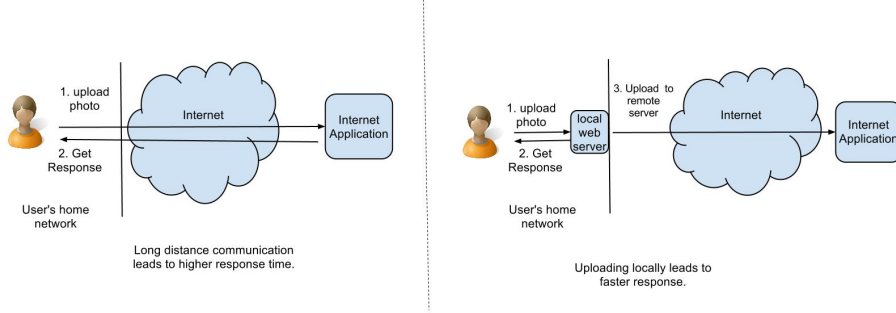 1. upload
photo
Internet
Internet
Application
2. Get
Response
User's home
network
Long distance communication
leads to higher response time.
1. upload
photo
local
web
server
3. Upload to
remote
server
Internet
Internet
Application
2. Get
Response
User's home
network
Uploading locally leads to
faster response.